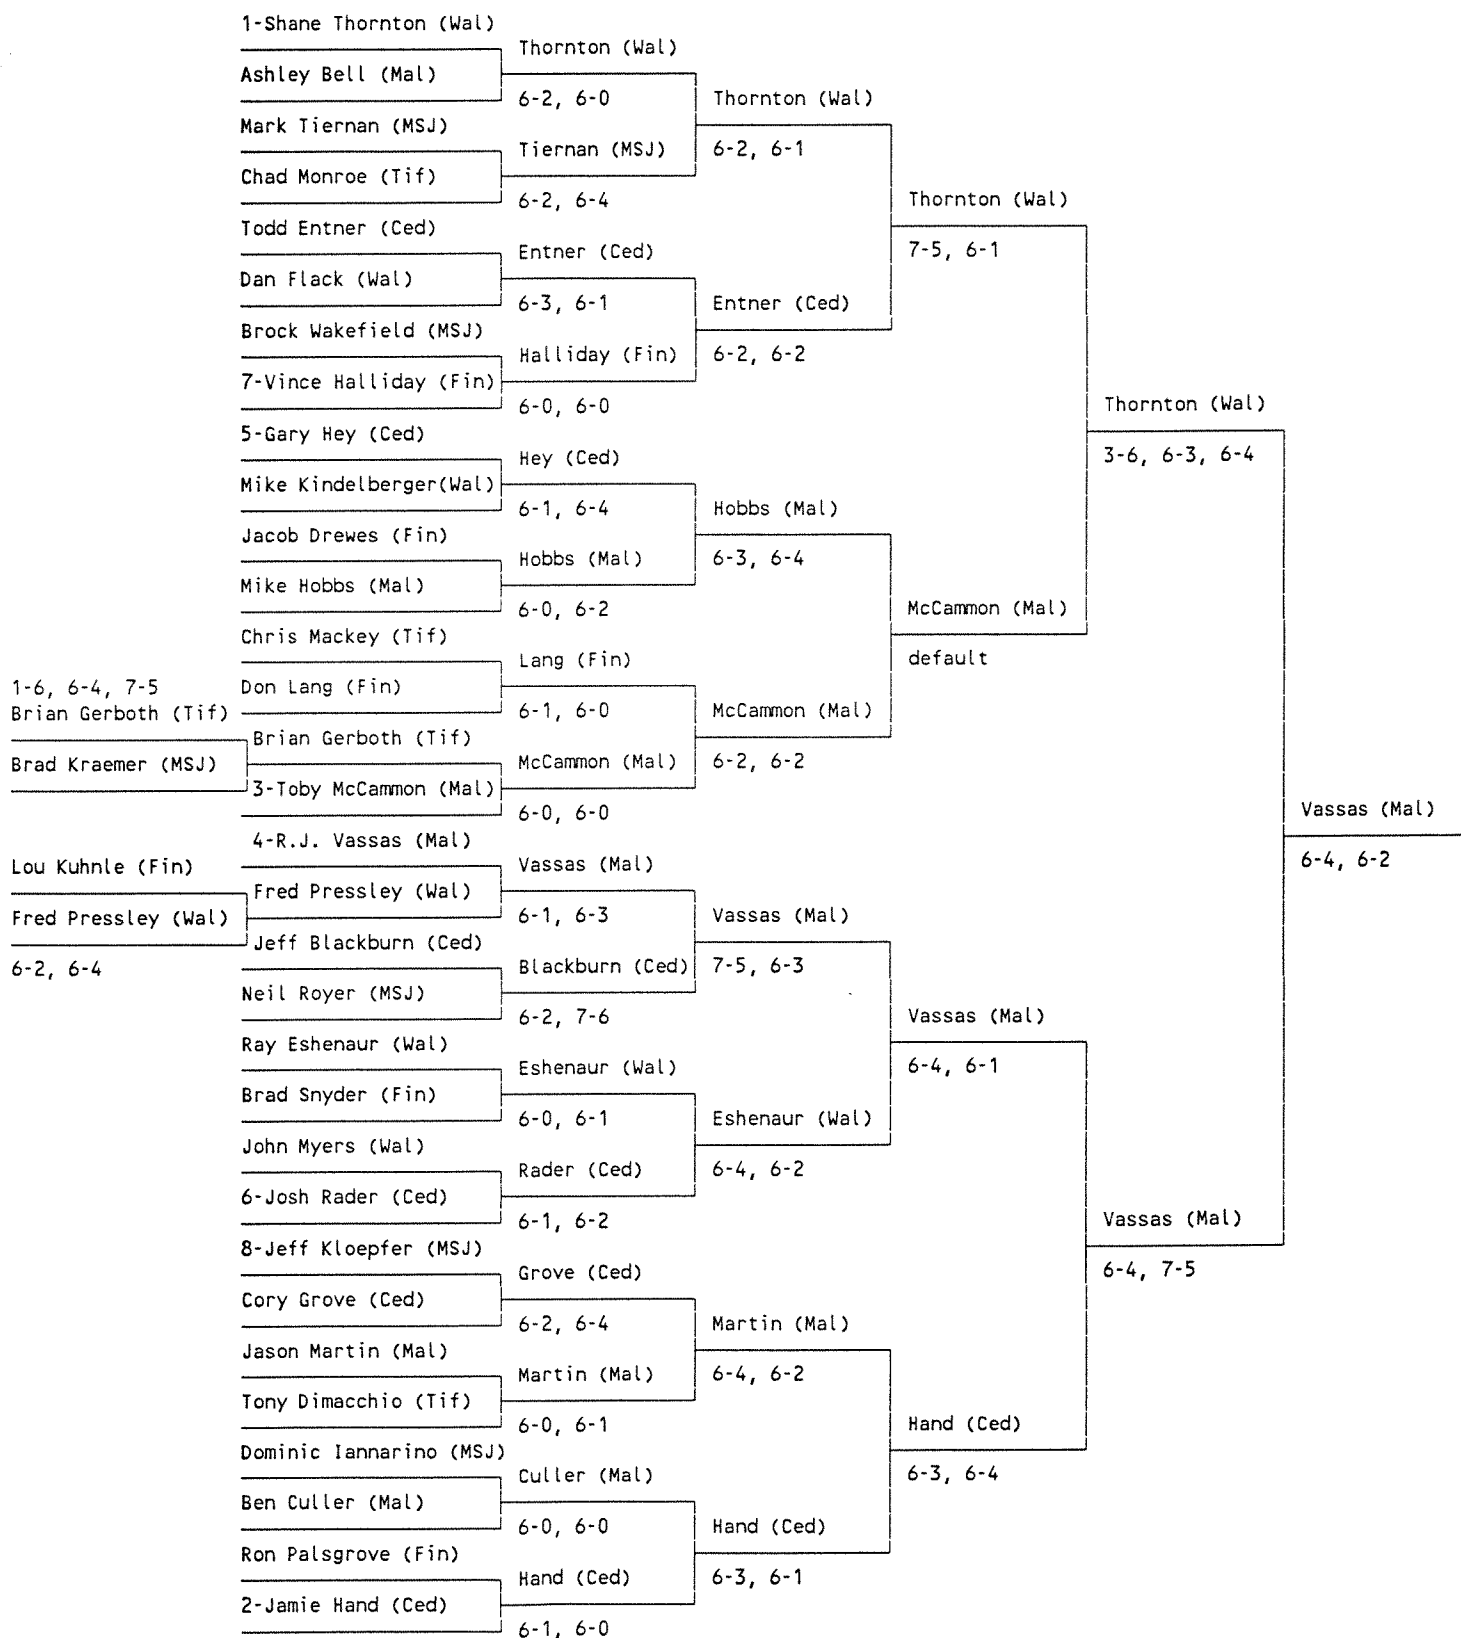 1-Shane Thornton (Wal)
Thornton (Wal)
Ashley Bell (Mal)
6-2, 6-0
Thornton (Wal)
Mark Tiernan (MSJ)
Tiernan (MSJ)
6-2, 6-1
Chad Monroe (Tif)
6-2, 6-4
Thornton (Wal)
Todd Entner (Ced)
Entner (Ced)
7-5, 6-1
Dan Flack (Wal)
6-3, 6-1
Entner (Ced)
Brock Wakefield (MSJ)
Halliday (Fin)
6-2, 6-2
7-Vince Halliday (Fin)
6-0, 6-0
Thornton (Wal)
5-Gary Hey (Ced)
Hey (Ced)
3-6, 6-3, 6-4
Mike Kindelberger(Wal)
6-1, 6-4
Hobbs (Mal)
Jacob Drewes (Fin)
Hobbs (Mal)
6-3, 6-4
Mike Hobbs (Mal)
6-0, 6-2
McCammon (Mal)
Chris Mackey (Tif)
Lang (Fin)
default
1-6, 6-4, 7-5
Don Lang (Fin)
6-1, 6-0
McCammon (Mal)
Brian Gerboth (Tif)
Brian Gerboth (Tif)
McCammon (Mal)
6-2, 6-2
Brad Kraemer (MSJ)
3-Toby McCammon (Mal)
6-0, 6-0
Vassas (Mal)
4-R.J. Vassas (Mal)
6-4, 6-2
Lou Kuhnle (Fin)
Vassas (Mal)
Fred Pressley (Wal)
6-1, 6-3
Vassas (Mal)
Fred Pressley (Wal)
Jeff Blackburn (Ced)
6-2, 6-4
Blackburn (Ced)
7-5, 6-3
Neil Royer (MSJ)
6-2, 7-6
Vassas (Mal)
Ray Eshenaur (Wal)
Eshenaur (Wal)
6-4, 6-1
Brad Snyder (Fin)
6-0, 6-1
Eshenaur (Wal)
John Myers (Wal)
Rader (Ced)
6-4, 6-2
6-Josh Rader (Ced)
6-1, 6-2
Vassas (Mal)
8-Jeff Kloepfer (MSJ)
Grove (Ced)
6-4, 7-5
Cory Grove (Ced)
6-2, 6-4
Martin (Mal)
Jason Martin (Mal)
Martin (Mal)
6-4, 6-2
Tony Dimacchio (Tif)
6-0, 6-1
Hand (Ced)
Dominic Iannarino (MSJ)
Culler (Mal)
6-3, 6-4
Ben Culler (Mal)
6-0, 6-0
Hand (Ced)
Ron Palsgrove (Fin)
Hand (Ced)
6-3, 6-1
2-Jamie Hand (Ced)
6-1, 6-0